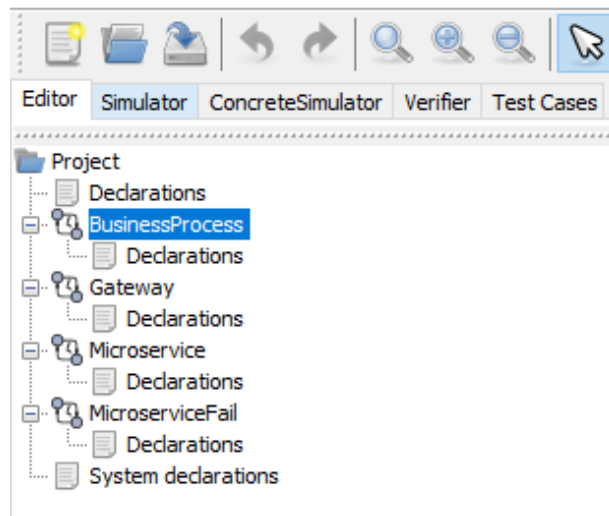 Editor Simulator ConcreteSimulator Verifier Test Cases
Project
Declarations
BusinessProcess
Declarations
Gateway
Declarations
Microservice
Declarations
MicroserviceFail
Declarations
System declarations